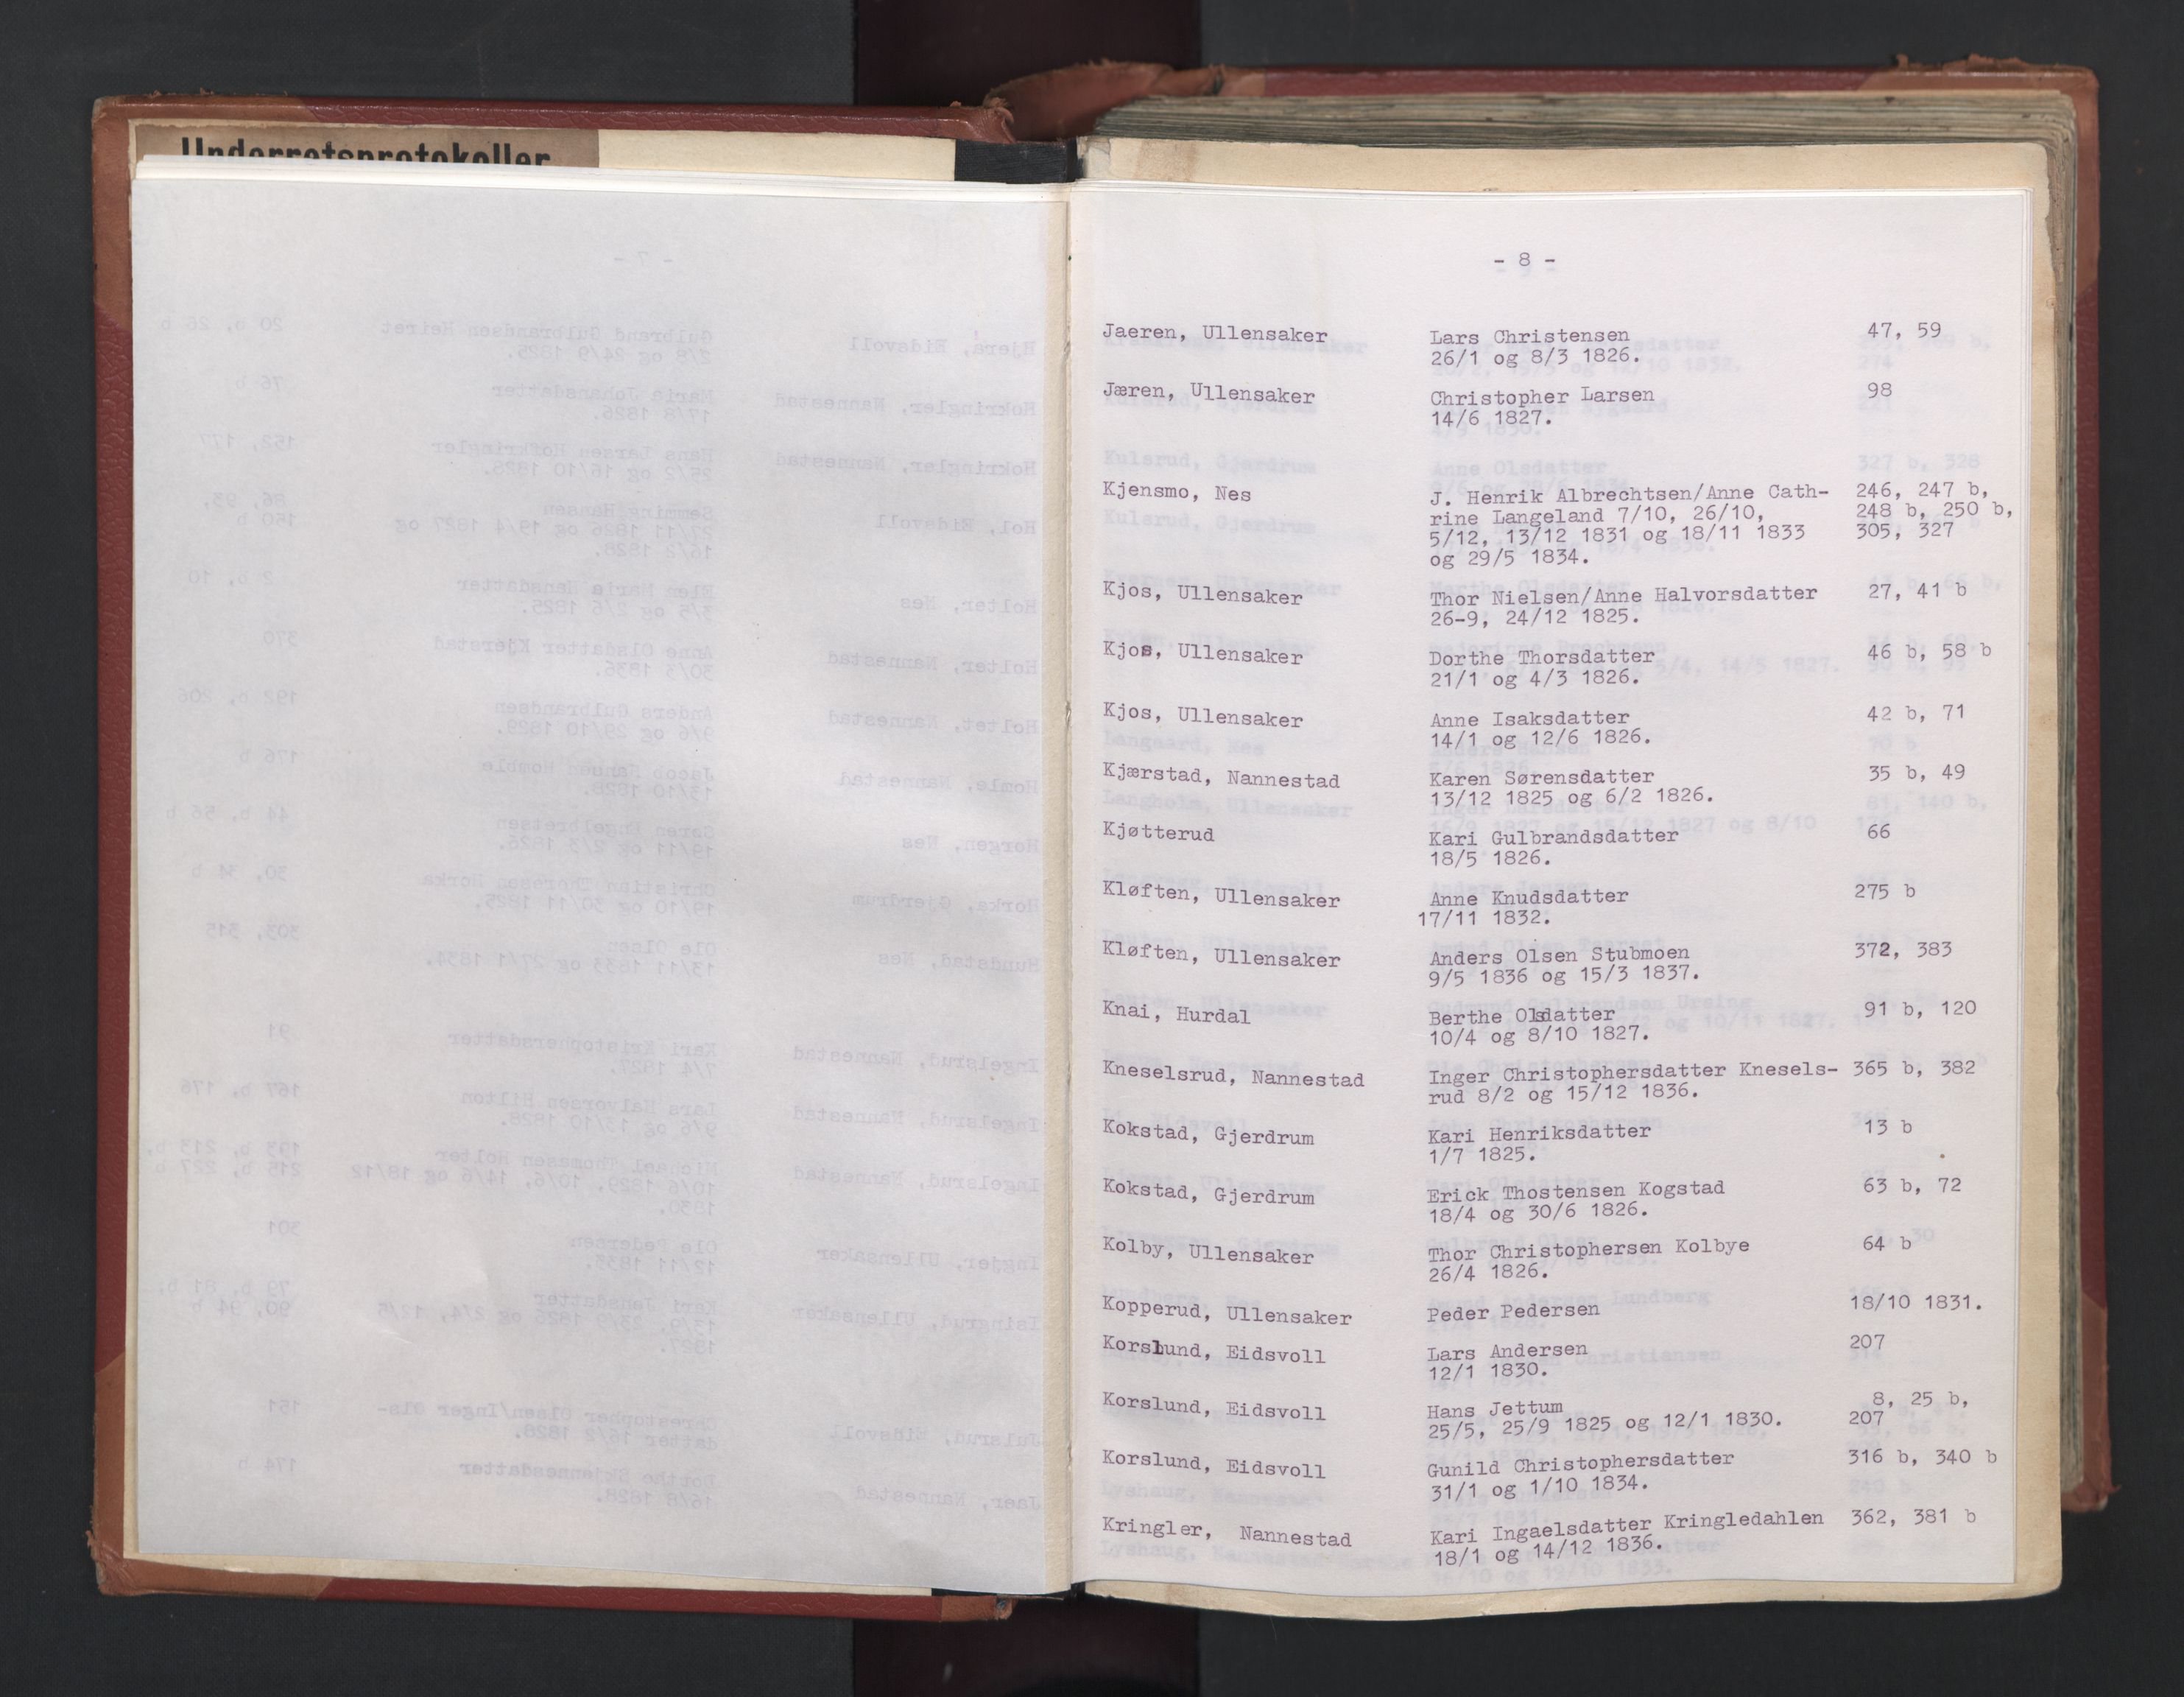 Underretsprotokoller
- 8 -
Jaeren, Ullensaker Lars Christensen 47, 59
26/1 og 8/3 1826.
Jæren, Ullensaker Christopher Larsen 98
14/6 1827.
Kjensmo, Nes J. Henrik Albrechtsen/Anne Cath- 246, 247 b,
rine Langeland 7/10, 26/10, 248 b, 250 b,
5/12, 13/12 1831 og 18/11 1833 305, 327
og 29/5 1834.
Kjos, Ullensaker Thor Nielsen/Anne Halvorsdatter 27, 41 b
26-9, 24/12 1825.
Kjos, Ullensaker Dorthe Thorsdatter 46 b, 58 b
21/1 og 4/3 1826.
Kjos, Ullensaker Anne Isaksdatter 42 b, 71
14/1 og 12/6 1826.
Kjærstad, Nannestad Karen Sørensdatter 35 b, 49
13/12 1825 og 6/2 1826.
Kjøtterud Kari Gulbrandsdatter 66
18/5 1826.
Kløften, Ullensaker Anne Knudsdatter 275 b
17/11 1832.
Kløften, Ullensaker Anders Olsen Stubmoen 372, 383
9/5 1836 og 15/3 1837.
Knai, Hurdal Berthe Olsdatter 91 b, 120
10/4 og 8/10 1827.
Kneselsrud, Nannestad Inger Christophersdatter Knesels- 365 b, 382
rud 8/2 og 15/12 1836.
Kokstad, Gjerdrum Kari Henriksdatter 13 b
1/7 1825.
Kokstad, Gjerdrum Erick Thostensen Kogstad 63 b, 72
18/4 og 30/6 1826.
Kolby, Ullensaker Thor Christophersen Kolbye 64 b
26/4 1826.
Kopperud, Ullensaker Peder Pedersen 18/10 1831.
Korslund, Eidsvoll Lars Andersen 207
12/1 1830.
Korslund, Eidsvoll Hans Jettum 8, 25 b,
25/5, 25/9 1825 og 12/1 1830. 207
Korslund, Eidsvoll Gunild Christophersdatter 316 b, 340 b
31/1 og 1/10 1834.
Kringler, Nannestad Kari Ingaelsdatter Kringledahlen 362, 381 b
18/1 og 14/12 1836.